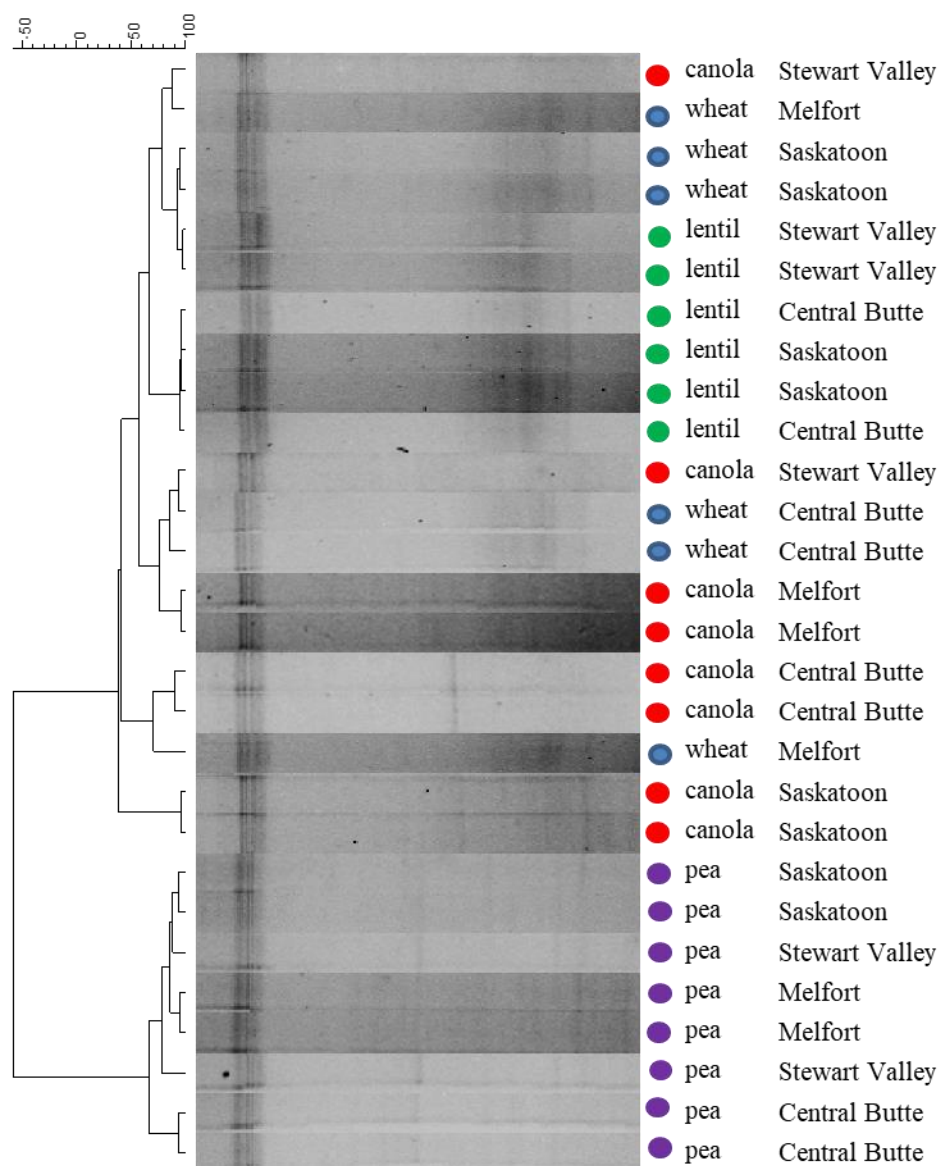 -50 0 50 100
canola Stewart Valley
wheat Melfort
wheat Saskatoon
wheat Saskatoon
lentil Stewart Valley
lentil Stewart Valley
lentil Central Butte
lentil Saskatoon
lentil Saskatoon
lentil Central Butte
canola Stewart Valley
wheat Central Butte
wheat Central Butte
canola Melfort
canola Melfort
canola Central Butte
canola Central Butte
wheat Melfort
canola Saskatoon
canola Saskatoon
pea Saskatoon
pea Saskatoon
pea Stewart Valley
pea Melfort
pea Melfort
pea Stewart Valley
pea Central Butte
pea Central Butte